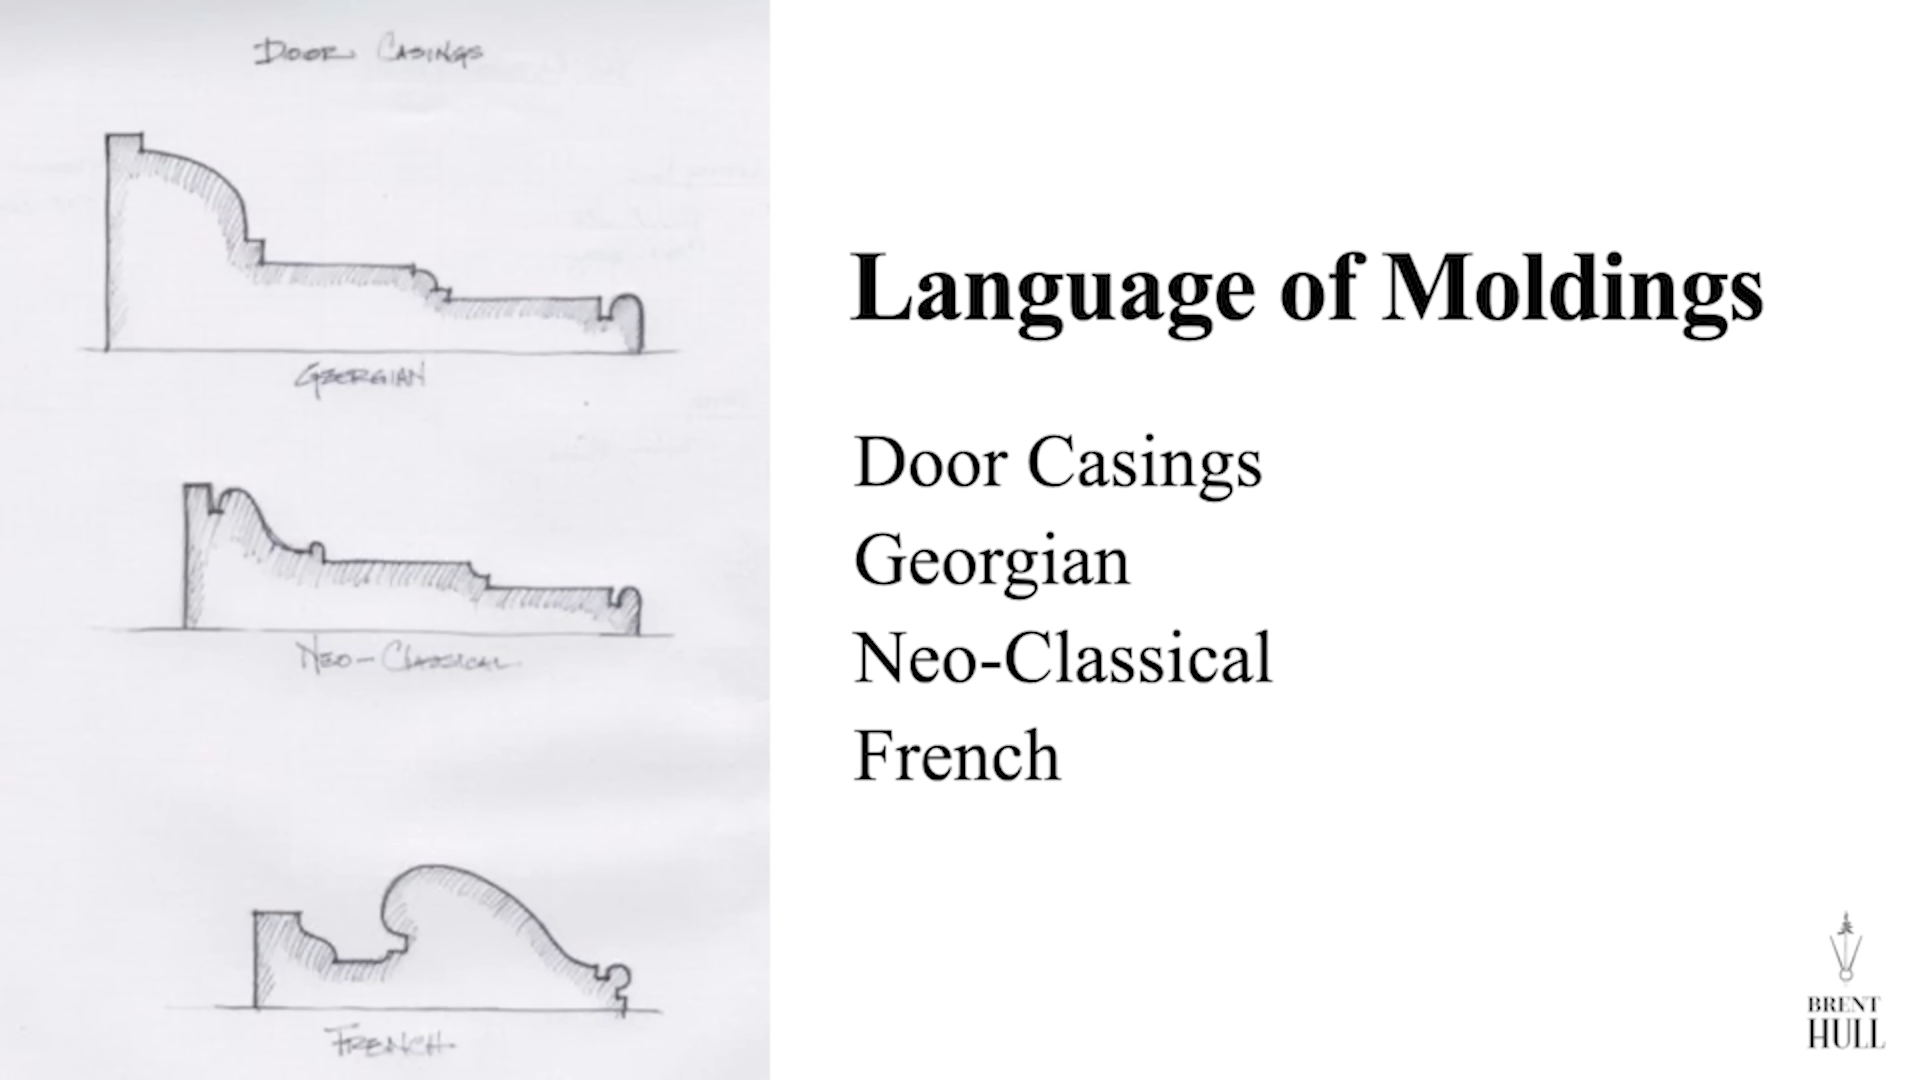 DOOR CASINGS
GEORGIAN
NEO-CLASSICAL
FRENCH
Language of Moldings
Door Casings
Georgian
Neo-Classical
French
BRENT
HULL